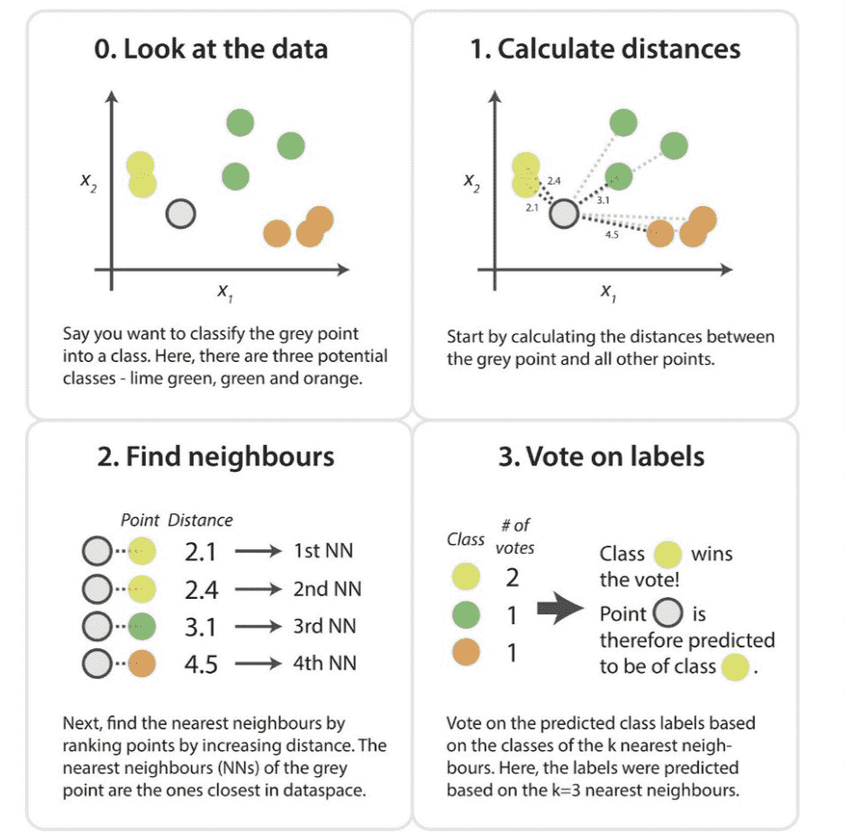 0. Look at the data
X2
X1
Say you want to classify the grey point
into a class. Here, there are three potential
classes - lime green, green and orange.
1. Calculate distances
X2
2.4
2.1
3.1
4.5
X1
Start by calculating the distances between
the grey point and all other points.
2. Find neighbours
Point Distance
2.1 1st NN
2.4 2nd NN
3.1 3rd NN
4.5 4th NN
Next, find the nearest neighbours by
ranking points by increasing distance. The
nearest neighbours (NNs) of the grey
point are the ones closest in dataspace.
3. Vote on labels
Class # of
votes
2
1
1
Class wins
the vote!
Point is
therefore predicted
to be of class .
Vote on the predicted class labels based
on the classes of the k nearest neigh-
bours. Here, the labels were predicted
based on the k=3 nearest neighbours.